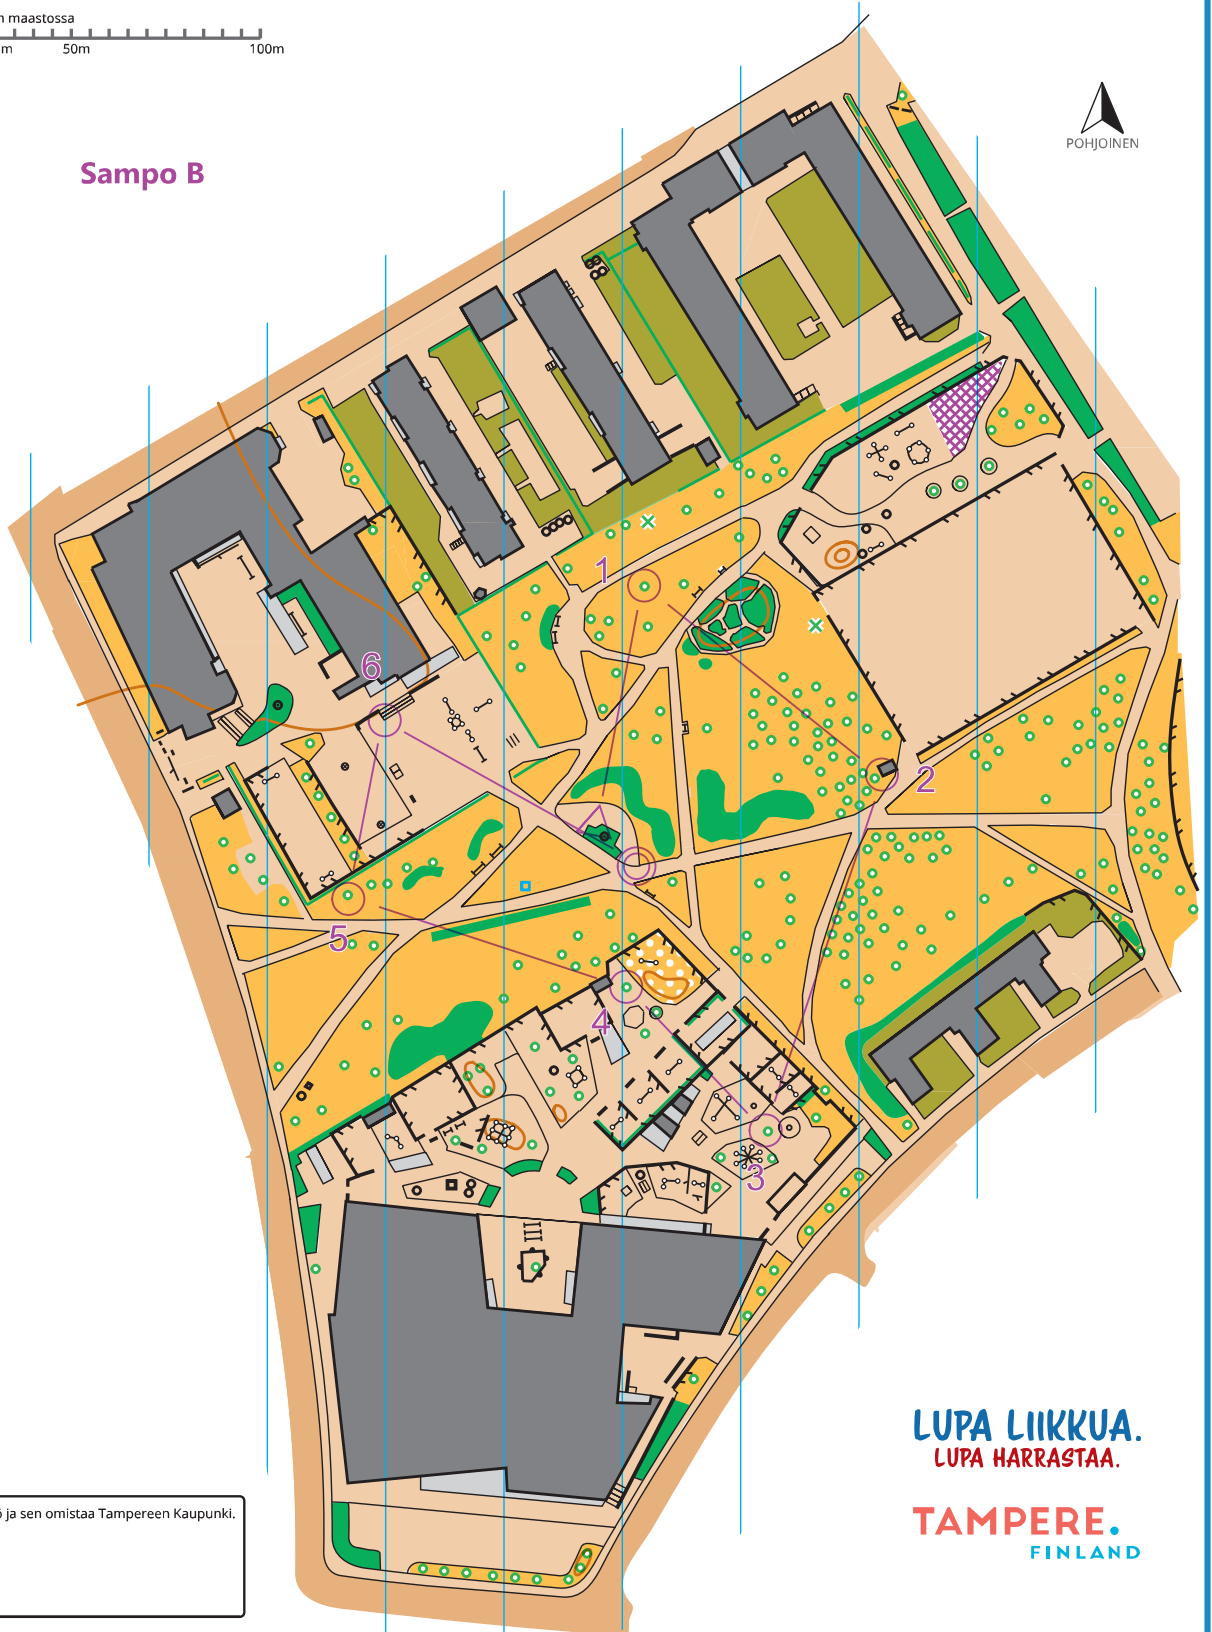 n maastossa
m 50m 100m
POHJOINEN
Sampo B
1
6
2
5
4
3
LUPA LIIKKUA.
LUPA HARRASTAA.
ö ja sen omistaa Tampereen Kaupunki.
TAMPERE.
FINLAND